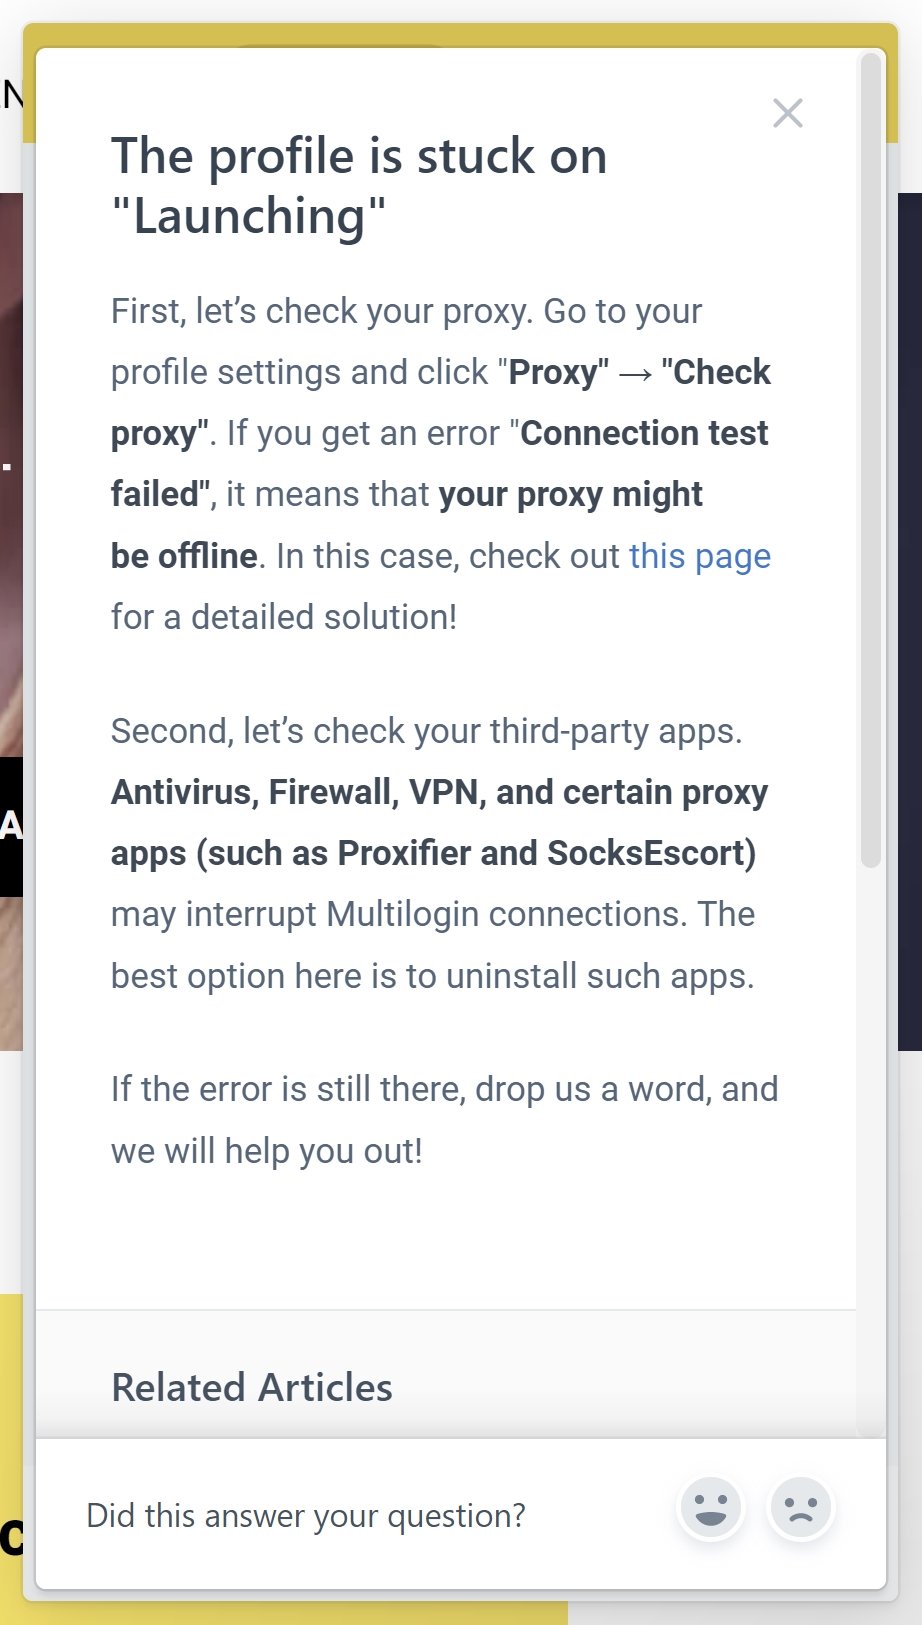 The profile is stuck on
"Launching"
First, let’s check your proxy. Go to your
profile settings and click "Proxy" → "Check
proxy". If you get an error "Connection test
failed", it means that your proxy might
be offline. In this case, check out this page
for a detailed solution!
Second, let’s check your third-party apps.
Antivirus, Firewall, VPN, and certain proxy
apps (such as Proxifier and SocksEscort)
may interrupt Multilogin connections. The
best option here is to uninstall such apps.
If the error is still there, drop us a word, and
we will help you out!
Related Articles
Did this answer your question?